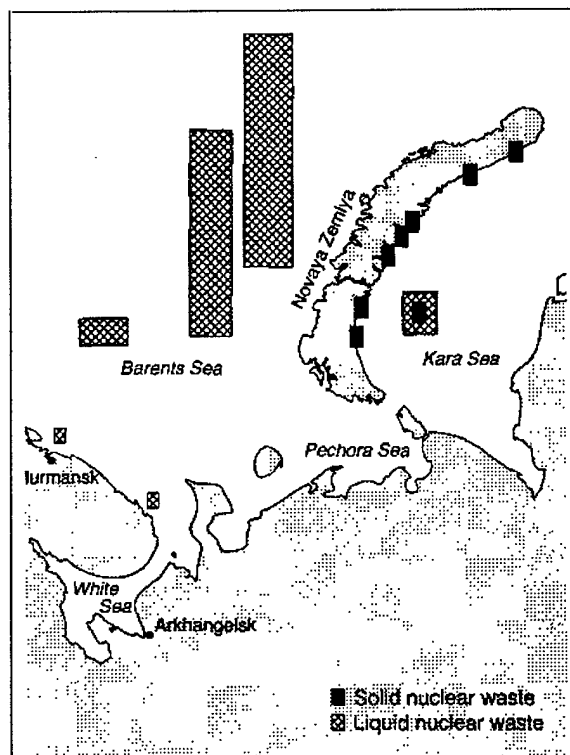 Novaya Zemlya
Barents Sea
Kara Sea
Pechora Sea
lurmansk
White
Sea
Arkhangelsk
Solid nuclear waste
Liquid nuclear waste